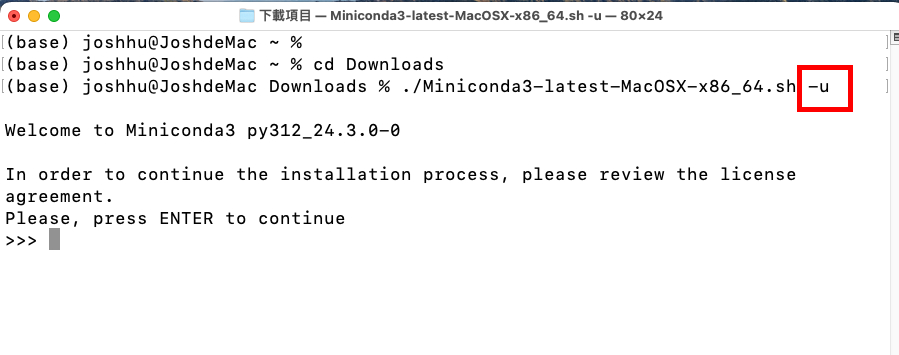 下載項目 — Miniconda3-latest-MacOSX-x86_64.sh -u — 80×24
(base) joshhu@JoshdeMac ~ %
(base) joshhu@JoshdeMac ~ % cd Downloads
(base) joshhu@JoshdeMac Downloads % ./Miniconda3-latest-MacOSX-x86_64.sh -u
Welcome to Miniconda3 py312_24.3.0-0
In order to continue the installation process, please review the license
agreement.
Please, press ENTER to continue
>>>